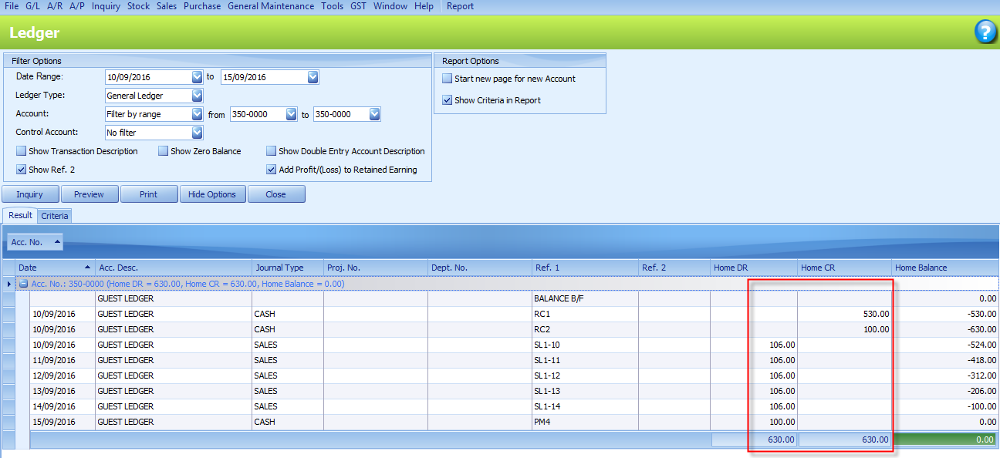 File G/L A/R A/P Inquiry Stock Sales Purchase General Maintenance Tools GST Window Help Report
Ledger
?
Filter Options
Date Range: 10/09/2016 to 15/09/2016
Ledger Type: General Ledger
Account: Filter by range from 350-0000 to 350-0000
Control Account: No filter
Show Transaction Description Show Zero Balance Show Double Entry Account Description
Show Ref. 2 Add Profit/(Loss) to Retained Earning
Report Options
Start new page for new Account
Show Criteria in Report
Inquiry Preview Print Hide Options Close
Result Criteria
Acc. No.
Date Acc. Desc. Journal Type Proj. No. Dept. No. Ref. 1 Ref. 2 Home DR Home CR Home Balance
Acc. No.: 350-0000 (Home DR = 630.00, Home CR = 630.00, Home Balance = 0.00)
GUEST LEDGER BALANCE B/F 0.00
10/09/2016 GUEST LEDGER CASH RC1 530.00 -530.00
10/09/2016 GUEST LEDGER CASH RC2 100.00 -630.00
10/09/2016 GUEST LEDGER SALES SL1-10 106.00 -524.00
11/09/2016 GUEST LEDGER SALES SL1-11 106.00 -418.00
12/09/2016 GUEST LEDGER SALES SL1-12 106.00 -312.00
13/09/2016 GUEST LEDGER SALES SL1-13 106.00 -206.00
14/09/2016 GUEST LEDGER SALES SL1-14 106.00 -100.00
15/09/2016 GUEST LEDGER CASH PM4 100.00 0.00
630.00 630.00 0.00